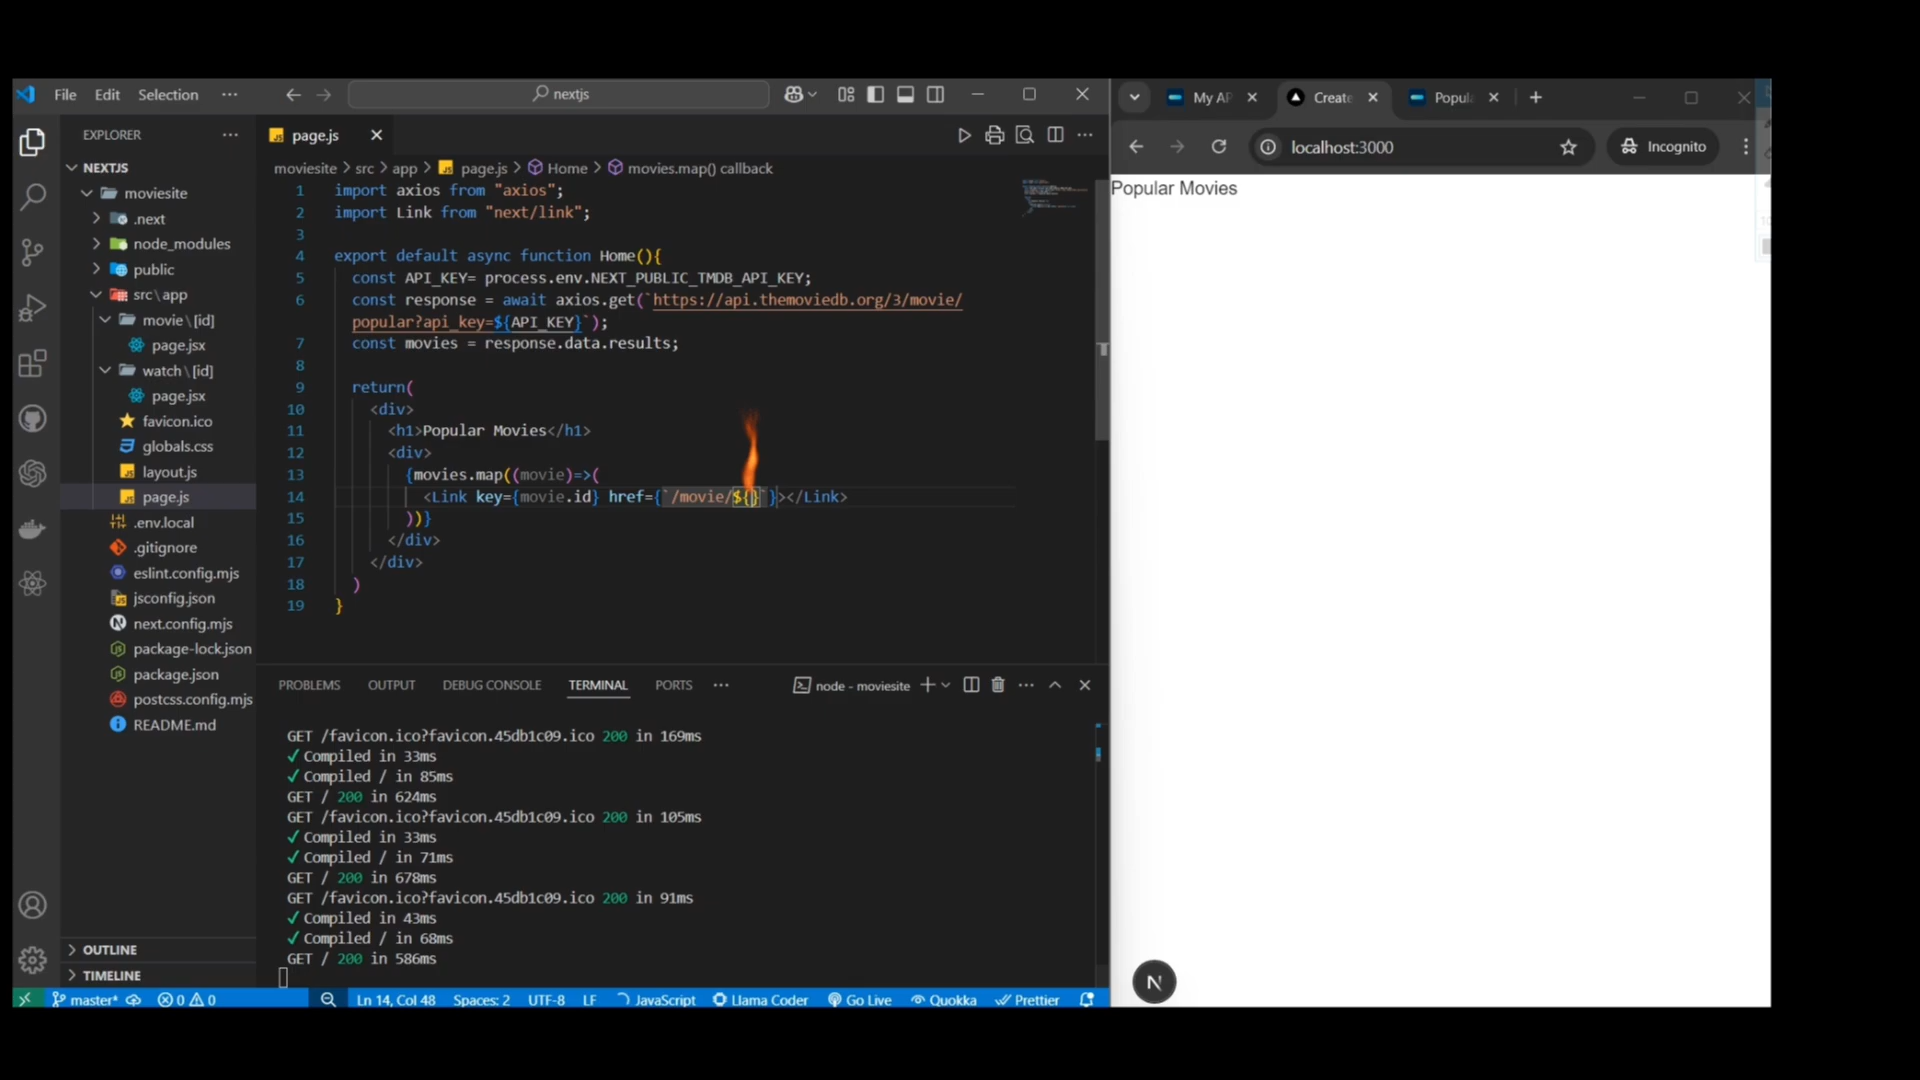 File Edit Selection ··· nextjs
EXPLORER ···
NEXTJS
moviesite
.next
node_modules
public
src\app
movie\[id]
page.jsx
watch\[id]
page.jsx
favicon.ico
globals.css
layout.js
page.js
.env.local
.gitignore
eslint.config.mjs
jsconfig.json
next.config.mjs
package-lock.json
package.json
postcss.config.mjs
README.md
OUTLINE
TIMELINE
page.js
moviesite > src > app > page.js > Home > movies.map() callback
1 import axios from "axios";
2 import Link from "next/link";
3
4 export default async function Home(){
5 const API_KEY= process.env.NEXT_PUBLIC_TMDB_API_KEY;
6 const response = await axios.get(`https://api.themoviedb.org/3/movie/
popular?api_key=${API_KEY}`);
7 const movies = response.data.results;
8
9 return(
10 <div>
11 <h1>Popular Movies</h1>
12 <div>
13 {movies.map((movie)=>(
14 <Link key={movie.id} href={`/movie/${}`}></Link>
15 ))}
16 </div>
17 </div>
18 )
19 }
PROBLEMS OUTPUT DEBUG CONSOLE TERMINAL PORTS ··· node - moviesite
GET /favicon.ico?favicon.45db1c09.ico 200 in 169ms
✓ Compiled in 33ms
✓ Compiled / in 85ms
GET / 200 in 624ms
GET /favicon.ico?favicon.45db1c09.ico 200 in 105ms
✓ Compiled in 33ms
✓ Compiled / in 71ms
GET / 200 in 678ms
GET /favicon.ico?favicon.45db1c09.ico 200 in 91ms
✓ Compiled in 43ms
✓ Compiled / in 68ms
GET / 200 in 586ms
master* 0 0 Ln 14, Col 48 Spaces: 2 UTF-8 LF JavaScript Llama Coder Go Live Quokka Prettier
My AP Create Popula
localhost:3000 Incognito
Popular Movies
N